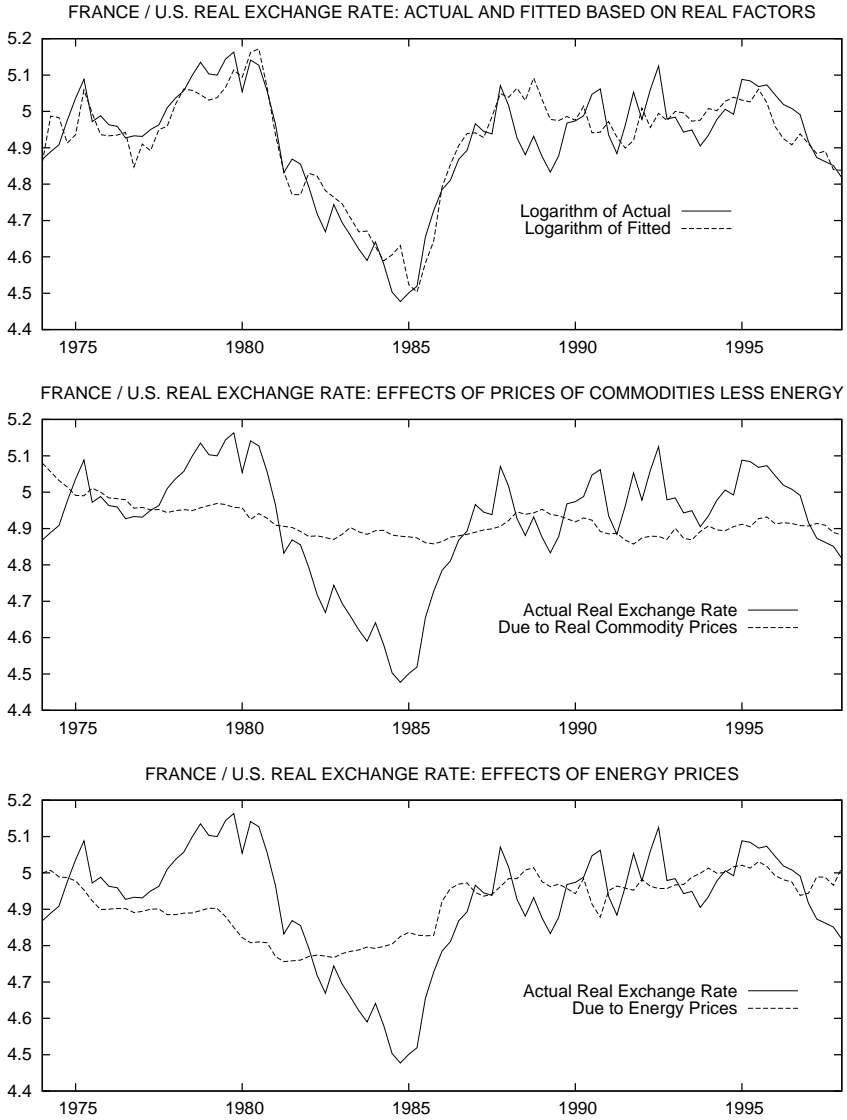 FRANCE / U.S. REAL EXCHANGE RATE: ACTUAL AND FITTED BASED ON REAL FACTORS
5.2
5.1
5
4.9
4.8
4.7
4.6
4.5
4.4
Logarithm of Actual
Logarithm of Fitted
1975 1980 1985 1990 1995
FRANCE / U.S. REAL EXCHANGE RATE: EFFECTS OF PRICES OF COMMODITIES LESS ENERGY
5.2
5.1
5
4.9
4.8
4.7
4.6
4.5
4.4
Actual Real Exchange Rate
Due to Real Commodity Prices
1975 1980 1985 1990 1995
FRANCE / U.S. REAL EXCHANGE RATE: EFFECTS OF ENERGY PRICES
5.2
5.1
5
4.9
4.8
4.7
4.6
4.5
4.4
Actual Real Exchange Rate
Due to Energy Prices
1975 1980 1985 1990 1995